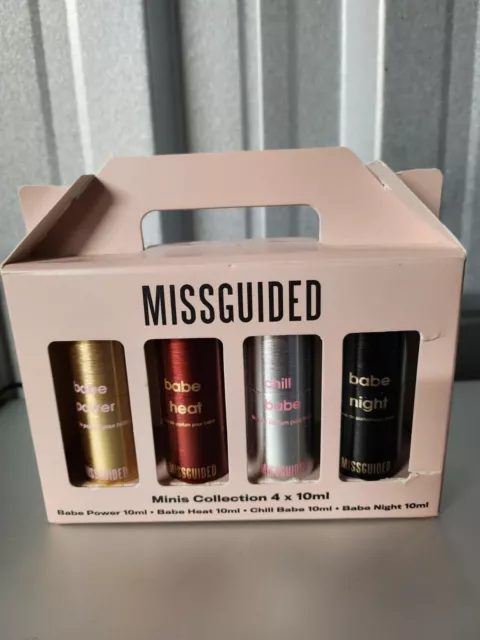 MISSGUIDED
babe
power
MISSGUIDED
babe
heat
MISSGUIDED
chill
babe
MISSGUIDED
babe
night
MISSGUIDED
Minis Collection 4 x 10ml
Babe Power 10ml • Babe Heat 10ml • Chill Babe 10ml • Babe Night 10ml